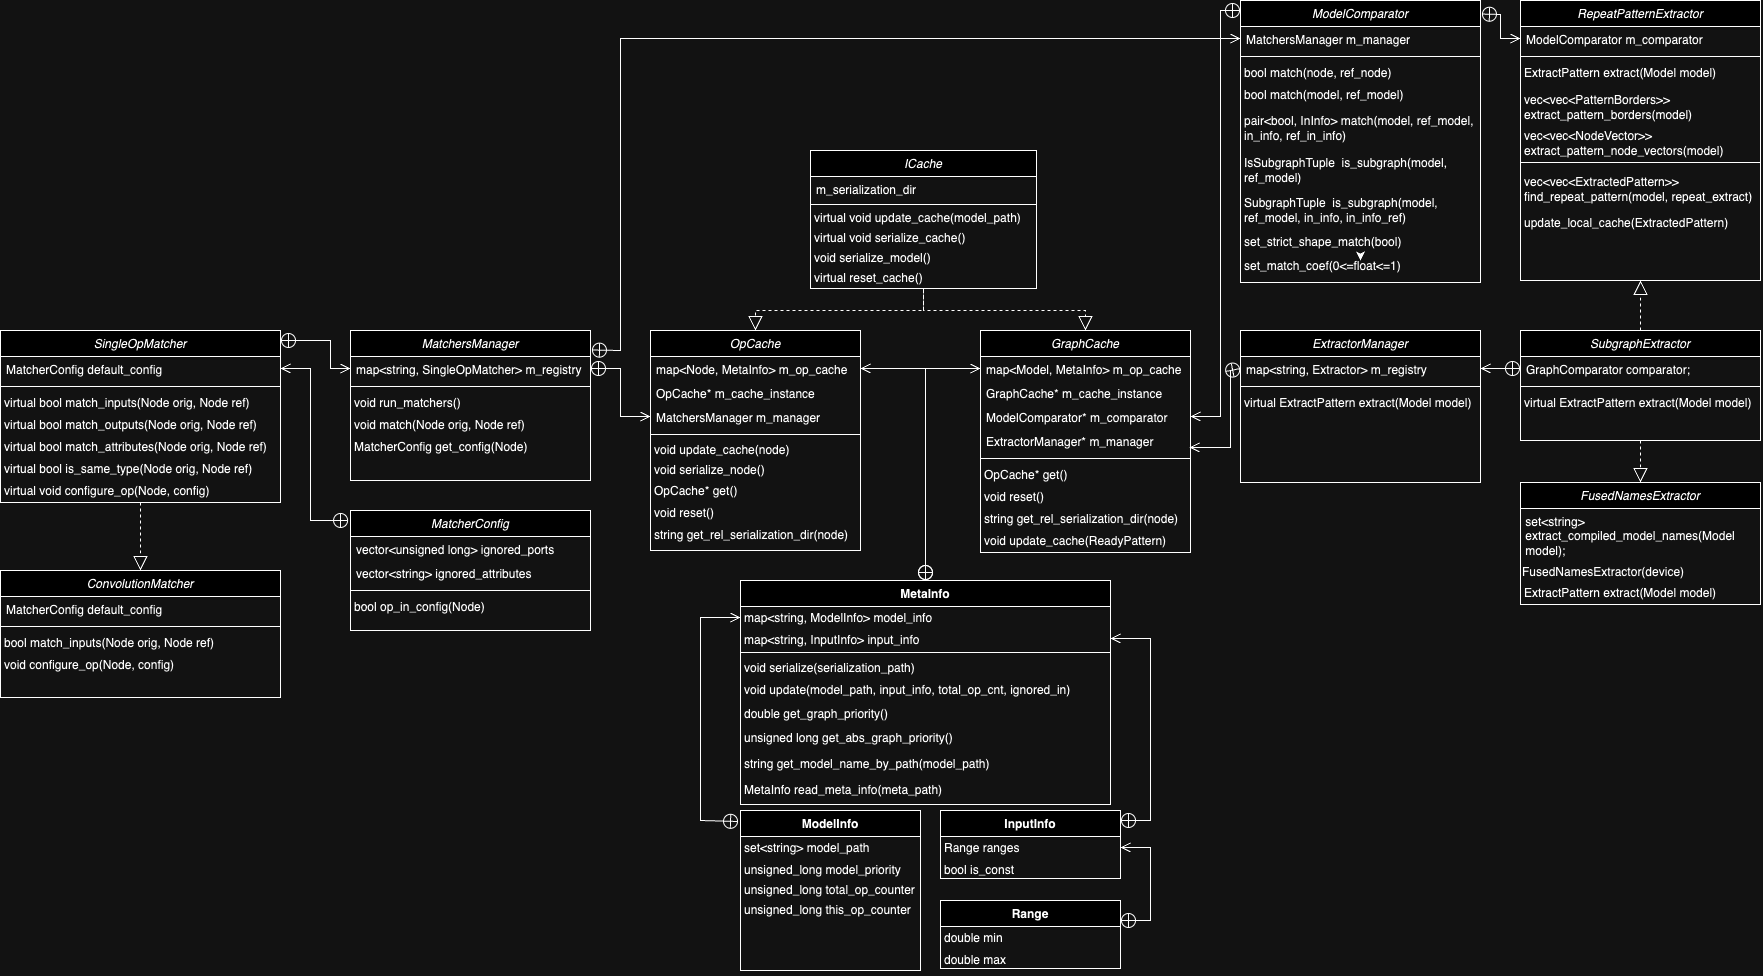 ModelComparator
MatchersManager m_manager
bool match(node, ref_node)
bool match(model, ref_model)
pair<bool, InInfo> match(model, ref_model,
in_info, ref_in_info)
IsSubgraphTuple is_subgraph(model,
ref_model)
SubgraphTuple is_subgraph(model,
ref_model, in_info, in_info_ref)
set_strict_shape_match(bool)
set_match_coef(0<=float<=1)
RepeatPatternExtractor
ModelComparator m_comparator
ExtractPattern extract(Model model)
vec<vec<PatternBorders>>
extract_pattern_borders(model)
vec<vec<NodeVector>>
extract_pattern_node_vectors(model)
vec<vec<ExtractedPattern>>
find_repeat_pattern(model, repeat_extract)
update_local_cache(ExtractedPattern)
ICache
m_serialization_dir
virtual void update_cache(model_path)
virtual void serialize_cache()
void serialize_model()
virtual reset_cache()
SingleOpMatcher
MatcherConfig default_config
virtual bool match_inputs(Node orig, Node ref)
virtual bool match_outputs(Node orig, Node ref)
virtual bool match_attributes(Node orig, Node ref)
virtual bool is_same_type(Node orig, Node ref)
virtual void configure_op(Node, config)
MatchersManager
map<string, SingleOpMatcher> m_registry
void run_matchers()
void match(Node orig, Node ref)
MatcherConfig get_config(Node)
OpCache
map<Node, MetaInfo> m_op_cache
OpCache* m_cache_instance
MatchersManager m_manager
void update_cache(node)
void serialize_node()
OpCache* get()
void reset()
string get_rel_serialization_dir(node)
GraphCache
map<Model, MetaInfo> m_op_cache
GraphCache* m_cache_instance
ModelComparator* m_comparator
ExtractorManager* m_manager
OpCache* get()
void reset()
string get_rel_serialization_dir(node)
void update_cache(ReadyPattern)
ExtractorManager
map<string, Extractor> m_registry
virtual ExtractPattern extract(Model model)
SubgraphExtractor
GraphComparator comparator;
virtual ExtractPattern extract(Model model)
FusedNamesExtractor
set<string>
extract_compiled_model_names(Model
model);
FusedNamesExtractor(device)
ExtractPattern extract(Model model)
MatcherConfig
vector<unsigned long> ignored_ports
vector<string> ignored_attributes
bool op_in_config(Node)
ConvolutionMatcher
MatcherConfig default_config
bool match_inputs(Node orig, Node ref)
void configure_op(Node, config)
MetaInfo
map<string, ModelInfo> model_info
map<string, InputInfo> input_info
void serialize(serialization_path)
void update(model_path, input_info, total_op_cnt, ignored_in)
double get_graph_priority()
unsigned long get_abs_graph_priority()
string get_model_name_by_path(model_path)
MetaInfo read_meta_info(meta_path)
ModelInfo
set<string> model_path
unsigned_long model_priority
unsigned_long total_op_counter
unsigned_long this_op_counter
InputInfo
Range ranges
bool is_const
Range
double min
double max